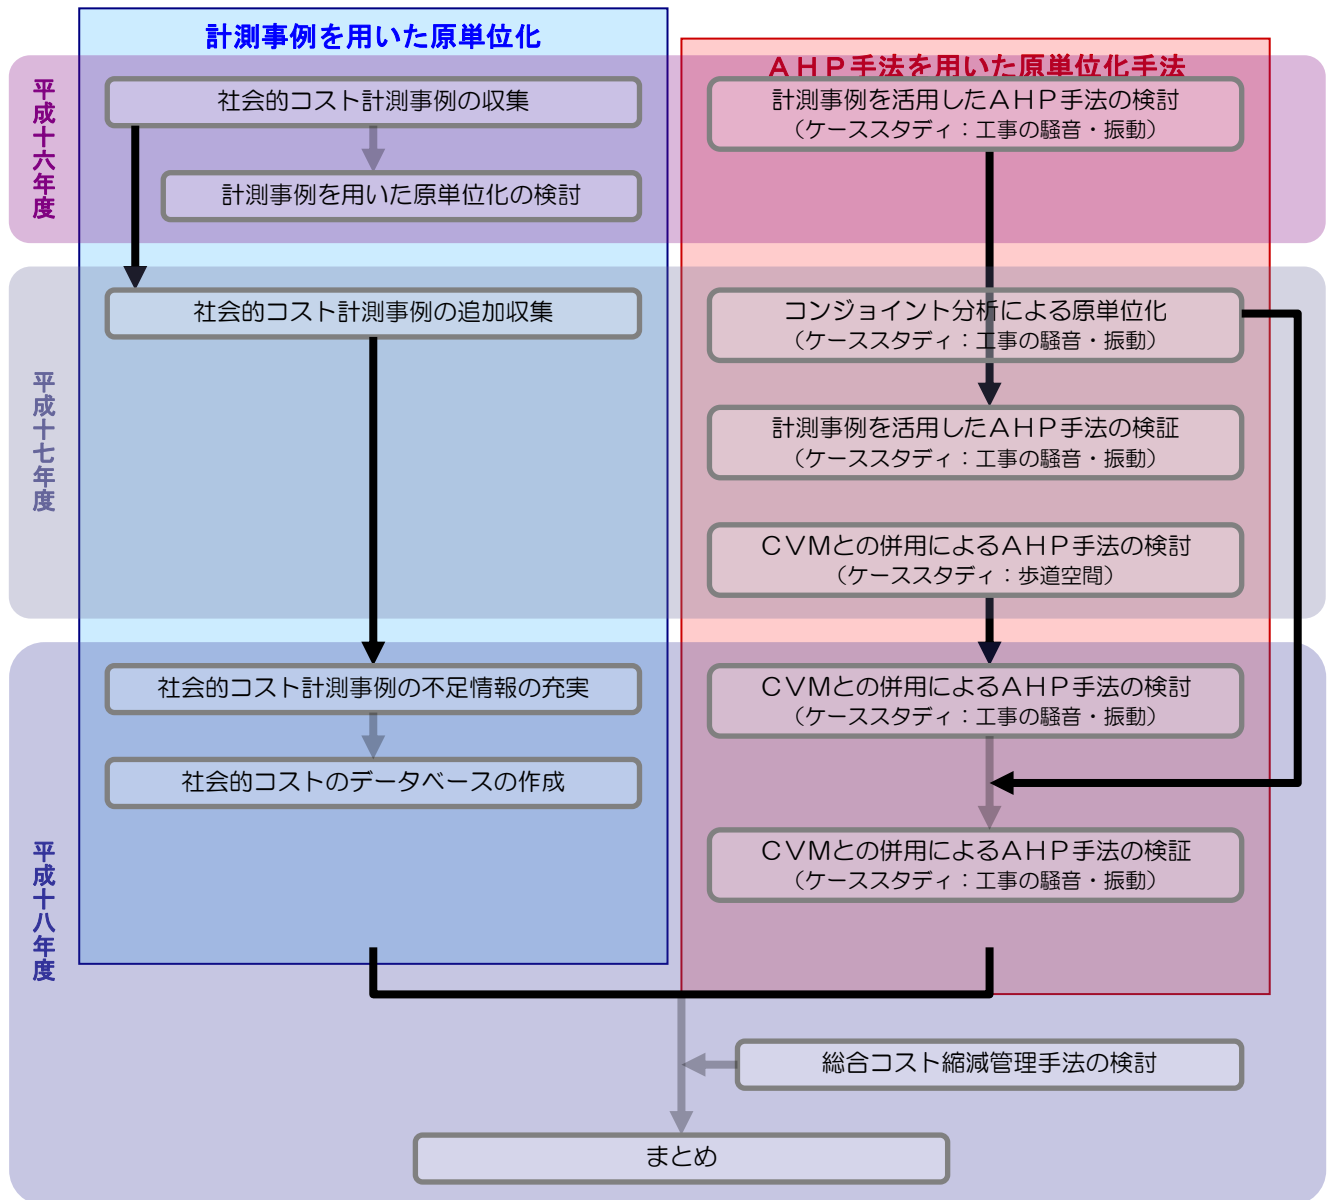 計測事例を用いた原単位化
AHP手法を用いた原単位化手法
平成十六年度
社会的コスト計測事例の収集
計測事例を用いた原単位化の検討
計測事例を活用したAHP手法の検討
(ケーススタディ:工事の騒音・振動)
平成十七年度
社会的コスト計測事例の追加収集
コンジョイント分析による原単位化
(ケーススタディ:工事の騒音・振動)
計測事例を活用したAHP手法の検証
(ケーススタディ:工事の騒音・振動)
CVMとの併用によるAHP手法の検討
(ケーススタディ:歩道空間)
平成十八年度
社会的コスト計測事例の不足情報の充実
社会的コストのデータベースの作成
CVMとの併用によるAHP手法の検討
(ケーススタディ:工事の騒音・振動)
CVMとの併用によるAHP手法の検証
(ケーススタディ:工事の騒音・振動)
総合コスト縮減管理手法の検討
まとめ